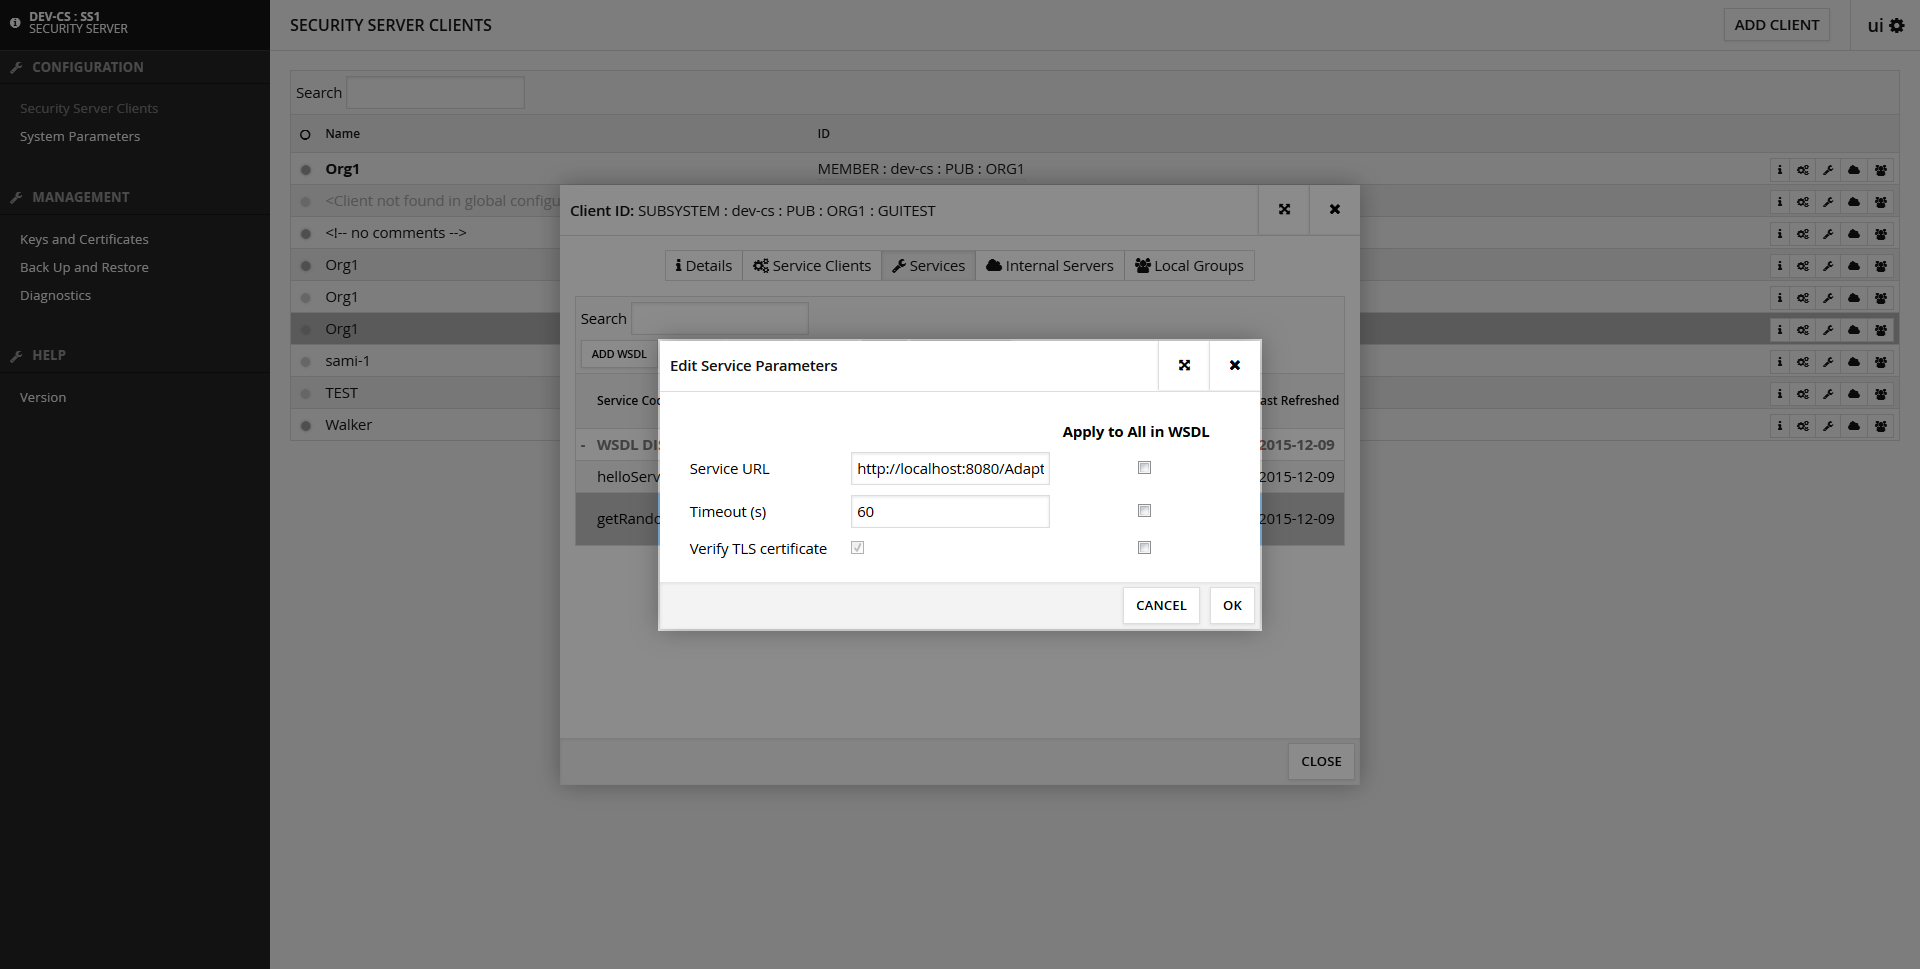 DEV-CS : SS1
SECURITY SERVER
CONFIGURATION
Security Server Clients
System Parameters
MANAGEMENT
Keys and Certificates
Back Up and Restore
Diagnostics
HELP
Version
SECURITY SERVER CLIENTS
ADD CLIENT
ui
Search
Name ID
Org1 MEMBER : dev-cs : PUB : ORG1
<Client not found in global configu
<!-- no comments -->
Org1
Org1
Org1
sami-1
TEST
Walker
Client ID: SUBSYSTEM : dev-cs : PUB : ORG1 : GUITEST
Details Service Clients Services Internal Servers Local Groups
Search
ADD WSDL
Service Co ast Refreshed
WSDL DI 2015-12-09
helloServ 2015-12-09
getRando 2015-12-09
CLOSE
Edit Service Parameters
Apply to All in WSDL
Service URL http://localhost:8080/Adapt
Timeout (s) 60
Verify TLS certificate
CANCEL OK